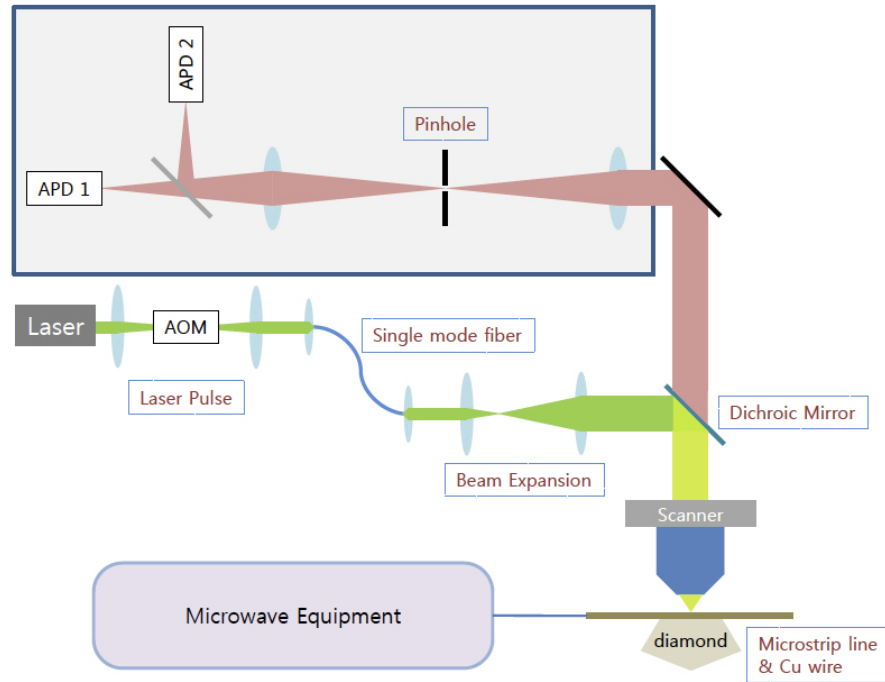 APD 2
Pinhole
APD 1
Laser
AOM
Single mode fiber
Laser Pulse
Dichroic Mirror
Beam Expansion
Scanner
Microwave Equipment
diamond
Microstrip line
& Cu wire